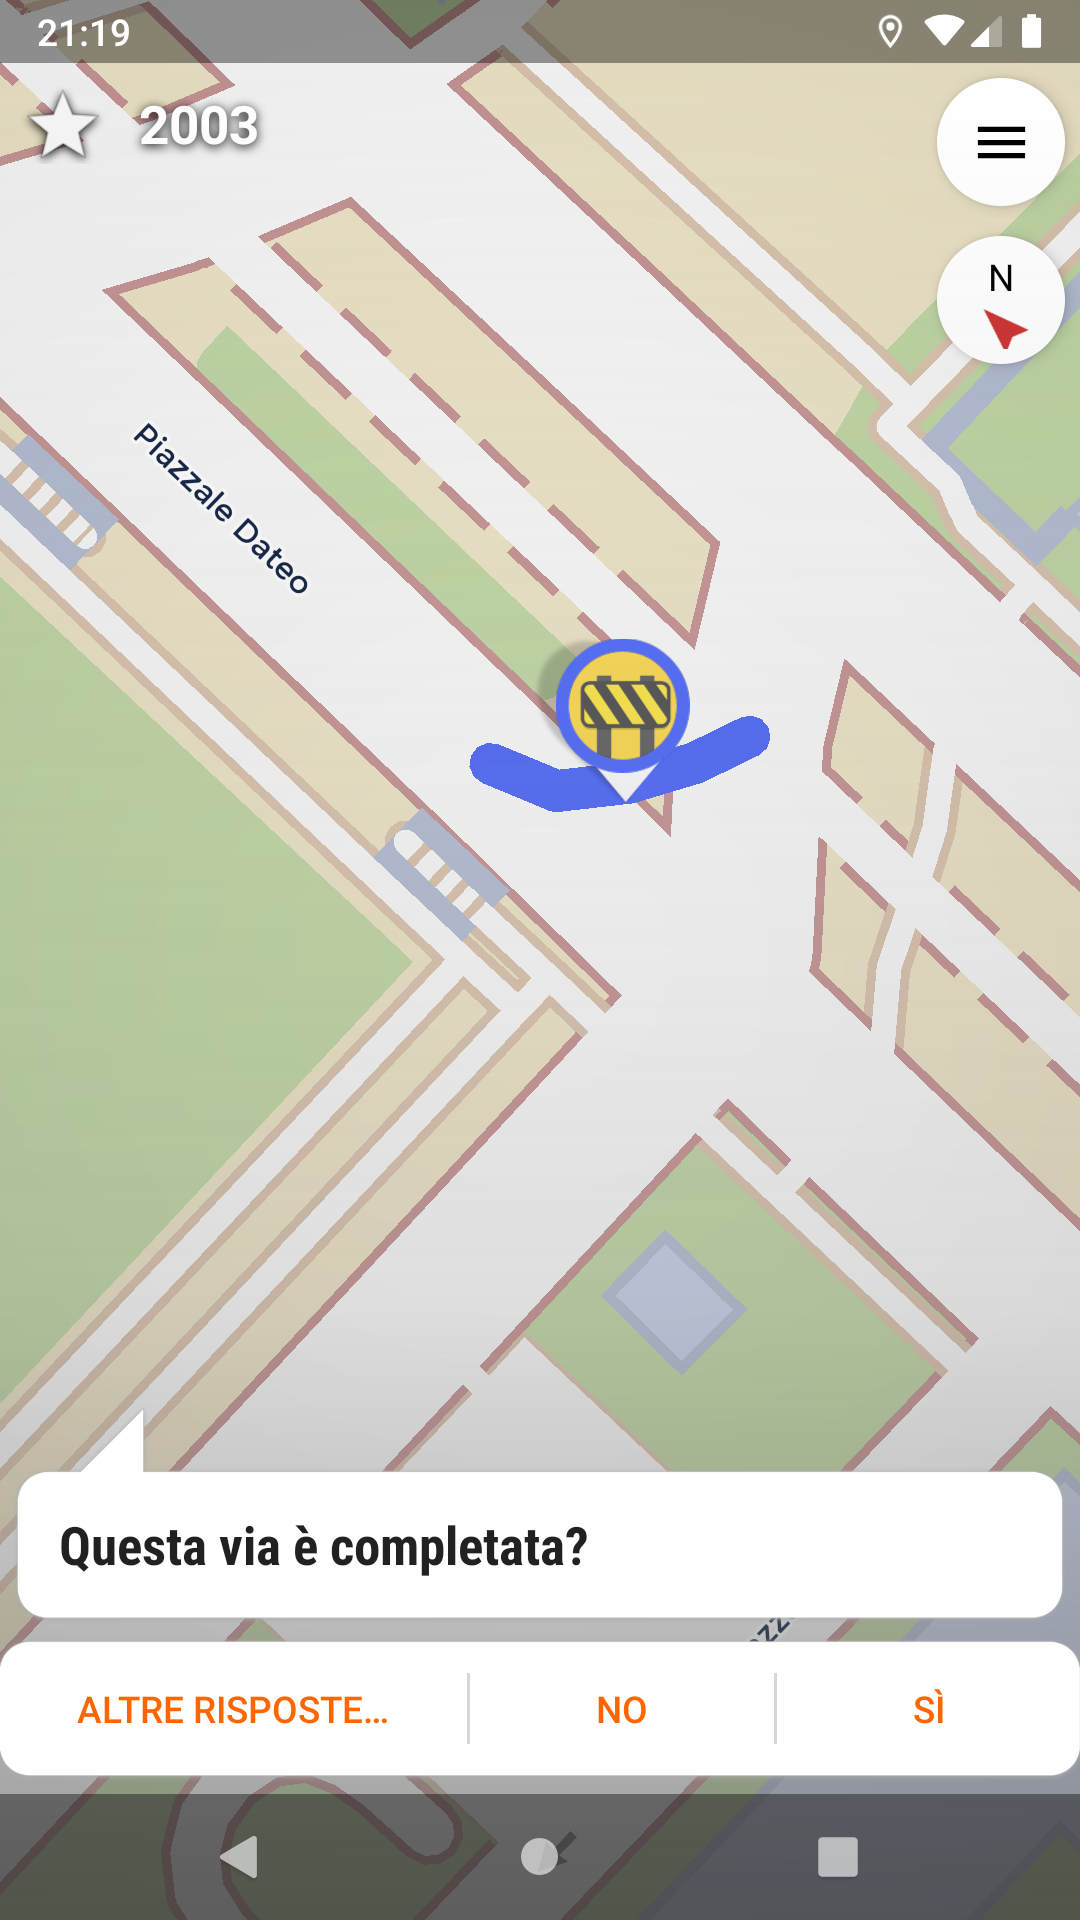 21:19
2003
N
Piazzale Dateo
Questa via è completata?
ALTRE RISPOSTE...
NO
SÌ